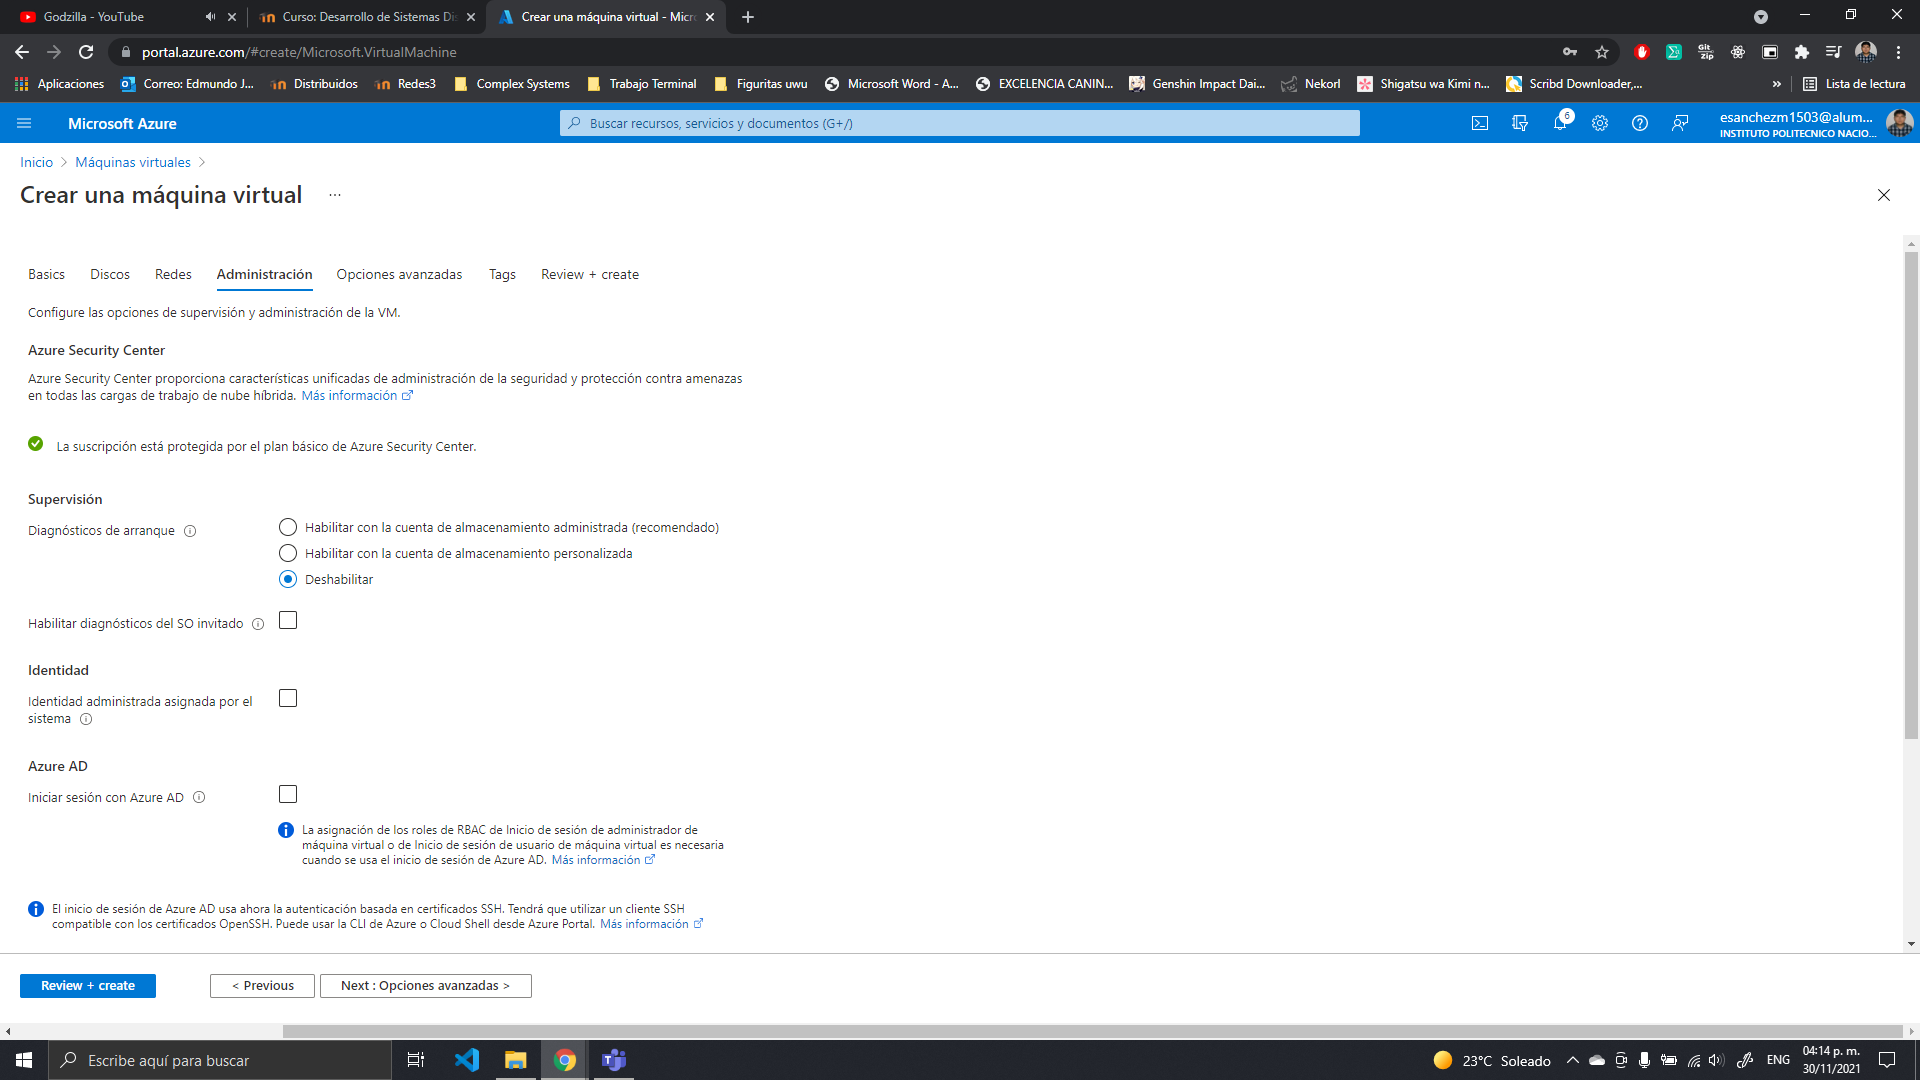 Godzilla - YouTube
Curso: Desarrollo de Sistemas Dis
Crear una máquina virtual - Micro
portal.azure.com/#create/Microsoft.VirtualMachine
Aplicaciones
Correo: Edmundo J...
Distribuidos
Redes3
Complex Systems
Trabajo Terminal
Figuritas uwu
Microsoft Word - A...
EXCELENCIA CANIN...
Genshin Impact Dai...
Nekorl
Shigatsu wa Kimi n...
Scribd Downloader,...
»
Lista de lectura
Microsoft Azure
Buscar recursos, servicios y documentos (G+/)
6
esanchezm1503@alum...
INSTITUTO POLITECNICO NACIO...
Inicio > Máquinas virtuales >
Crear una máquina virtual ...
Basics Discos Redes Administración Opciones avanzadas Tags Review + create
Configure las opciones de supervisión y administración de la VM.
Azure Security Center
Azure Security Center proporciona características unificadas de administración de la seguridad y protección contra amenazas
en todas las cargas de trabajo de nube híbrida. Más información
La suscripción está protegida por el plan básico de Azure Security Center.
Supervisión
Diagnósticos de arranque
Habilitar con la cuenta de almacenamiento administrada (recomendado)
Habilitar con la cuenta de almacenamiento personalizada
Deshabilitar
Habilitar diagnósticos del SO invitado
Identidad
Identidad administrada asignada por el
sistema
Azure AD
Iniciar sesión con Azure AD
La asignación de los roles de RBAC de Inicio de sesión de administrador de
máquina virtual o de Inicio de sesión de usuario de máquina virtual es necesaria
cuando se usa el inicio de sesión de Azure AD. Más información
El inicio de sesión de Azure AD usa ahora la autenticación basada en certificados SSH. Tendrá que utilizar un cliente SSH
compatible con los certificados OpenSSH. Puede usar la CLI de Azure o Cloud Shell desde Azure Portal. Más información
Review + create
< Previous
Next : Opciones avanzadas >
Escribe aquí para buscar
23°C Soleado
ENG
04:14 p. m.
30/11/2021